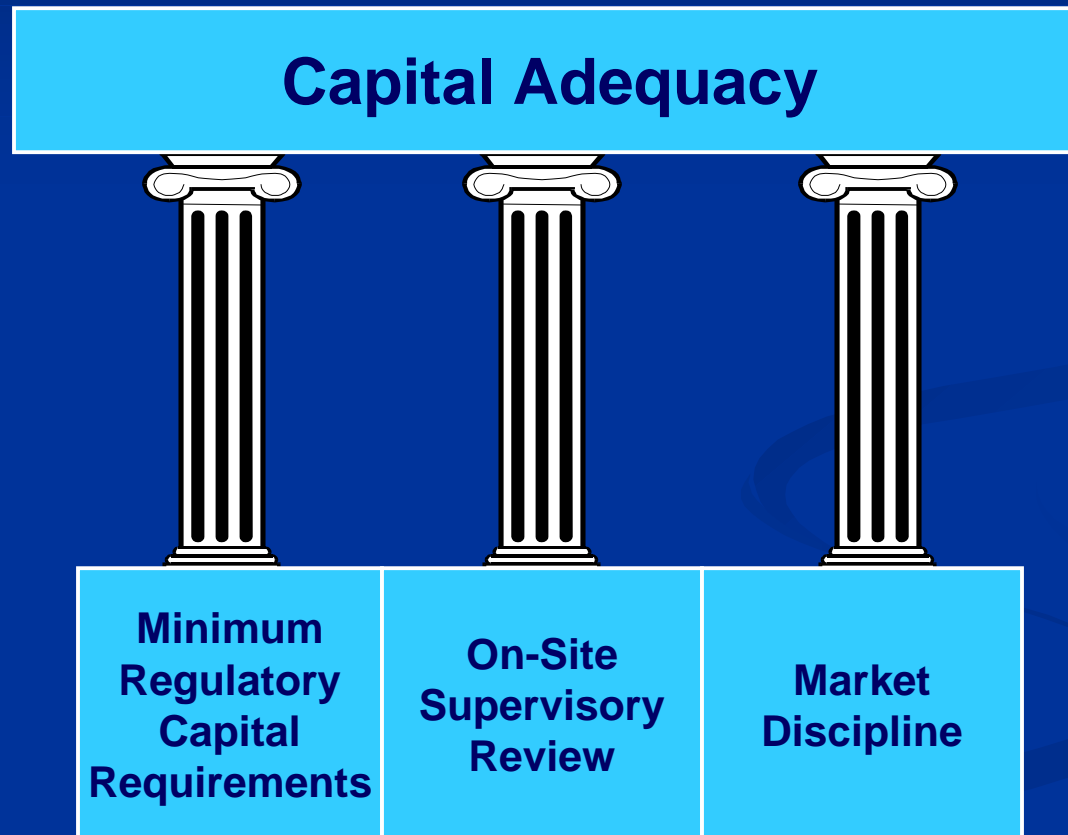 Capital Adequacy
Minimum
Regulatory
Capital
Requirements
On-Site
Supervisory
Review
Market
Discipline